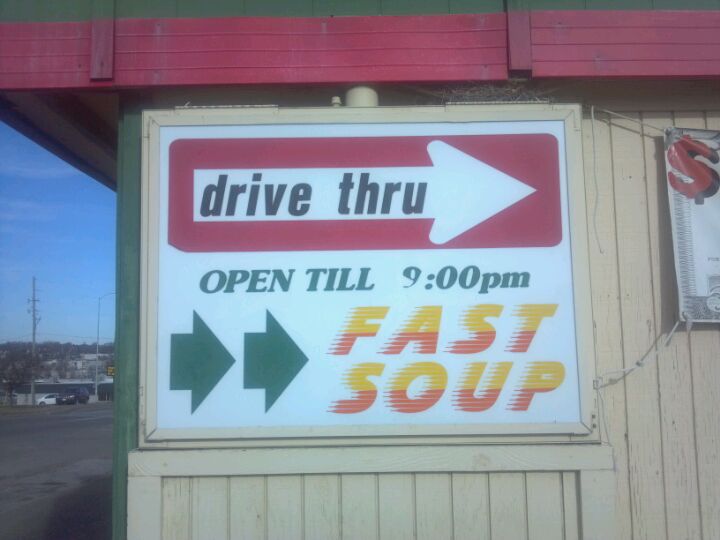 drive thru
OPEN TILL 9:00pm
FAST
SOUP
$